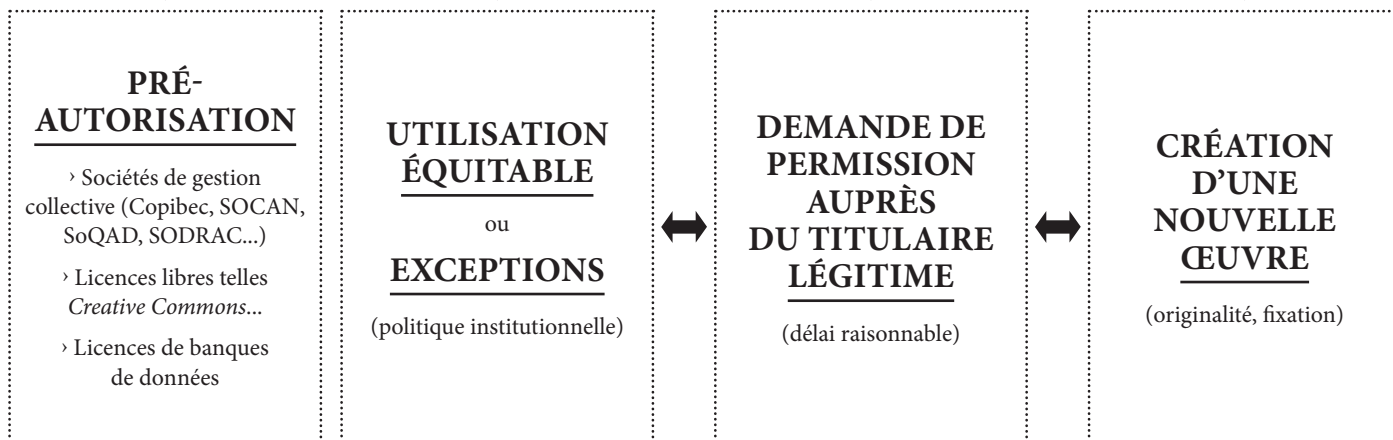 PRÉ-
AUTORISATION
› Sociétés de gestion
collective (Copibec, SOCAN,
SoQAD, SODRAC...)
› Licences libres telles
Creative Commons...
› Licences de banques
de données
UTILISATION
ÉQUITABLE
ou
EXCEPTIONS
(politique institutionnelle)
DEMANDE DE
PERMISSION
AUPRÈS
DU TITULAIRE
LÉGITIME
(délai raisonnable)
CRÉATION
D’UNE
NOUVELLE
ŒUVRE
(originalité, fixation)